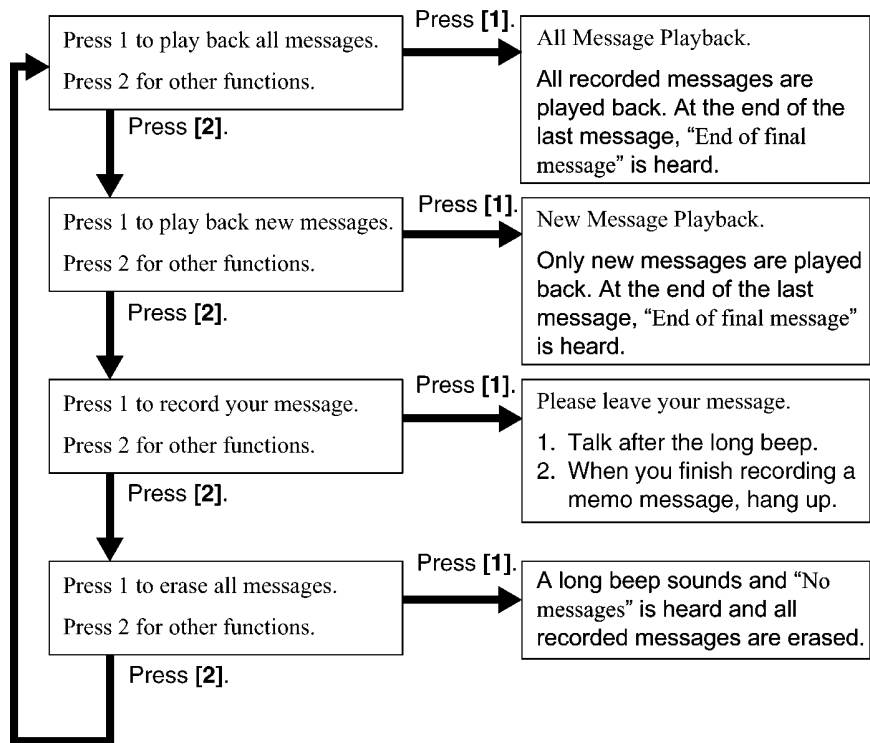 Press 1 to play back all messages.
Press 2 for other functions.
Press [1].
All Message Playback.
All recorded messages are
played back. At the end of the
last message, “End of final
message” is heard.
Press [2].
Press 1 to play back new messages.
Press 2 for other functions.
Press [1].
New Message Playback.
Only new messages are played
back. At the end of the last
message, “End of final message”
is heard.
Press [2].
Press 1 to record your message.
Press 2 for other functions.
Press [1].
Please leave your message.
1. Talk after the long beep.
2. When you finish recording a
memo message, hang up.
Press [2].
Press 1 to erase all messages.
Press 2 for other functions.
Press [1].
A long beep sounds and “No
messages” is heard and all
recorded messages are erased.
Press [2].